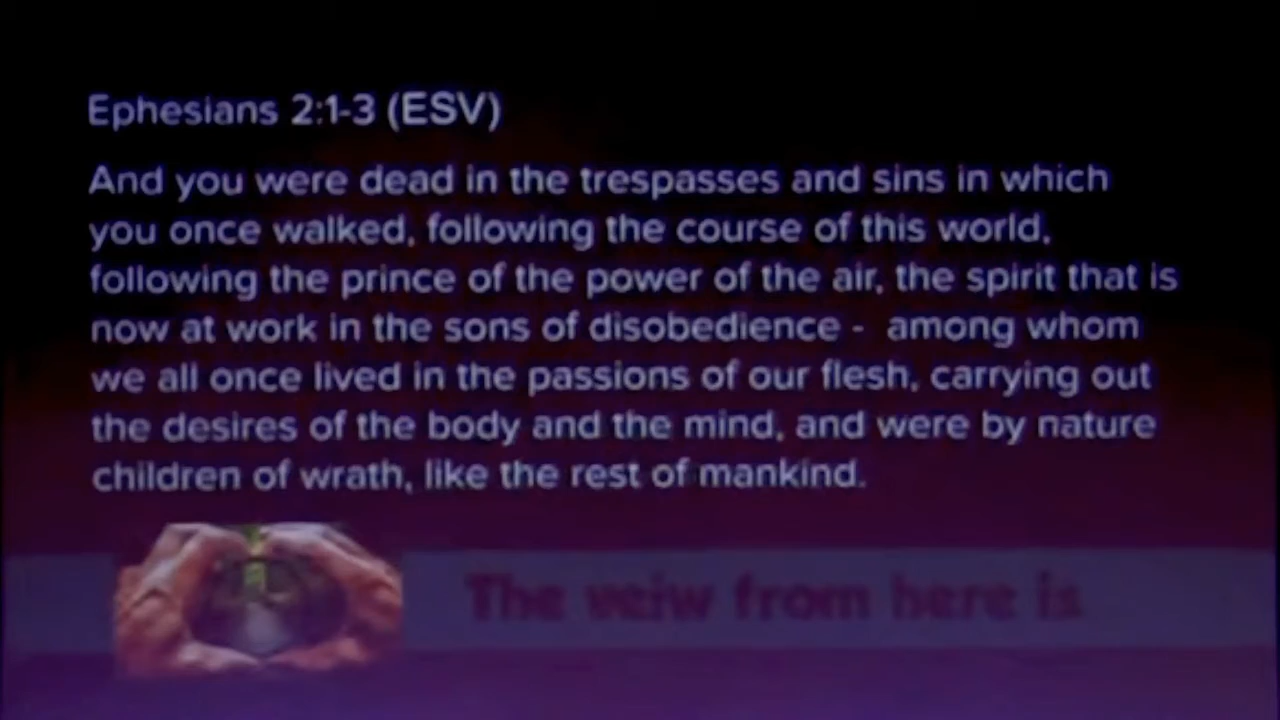 Ephesians 2:1-3 (ESV)
And you were dead in the trespasses and sins in which
you once walked, following the course of this world,
following the prince of the power of the air, the spirit that is
now at work in the sons of disobedience - among whom
we all once lived in the passions of our flesh, carrying out
the desires of the body and the mind, and were by nature
children of wrath, like the rest of mankind.
The veiw from here is